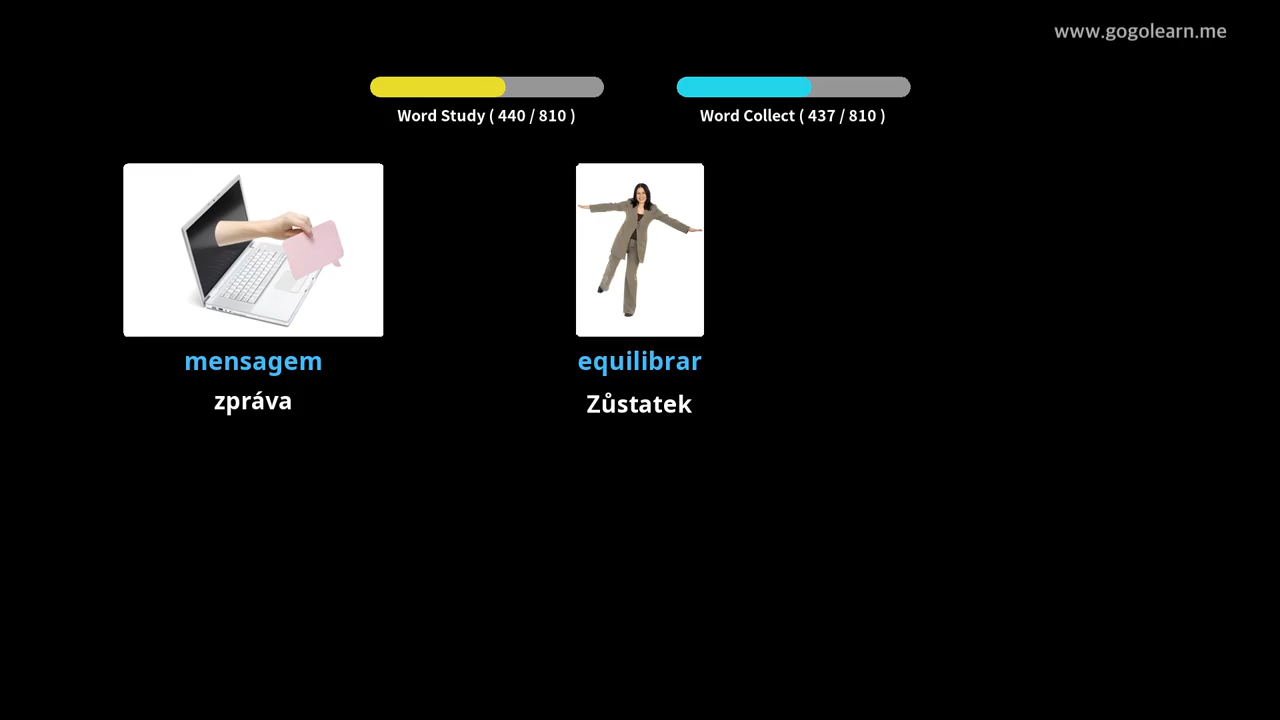 www.gogolearn.me
Word Study ( 440 / 810 )
Word Collect ( 437 / 810 )
mensagem
zpráva
equilibrar
Zůstatek